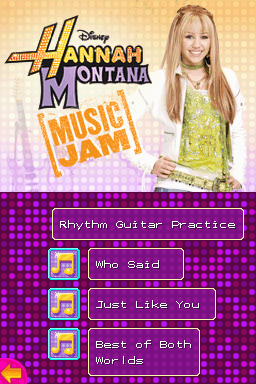 Disney
HANNAH
MONTANA
MUSIC
JAM
Rhythm Guitar Practice
Who Said
Just Like You
Best of Both
Worlds